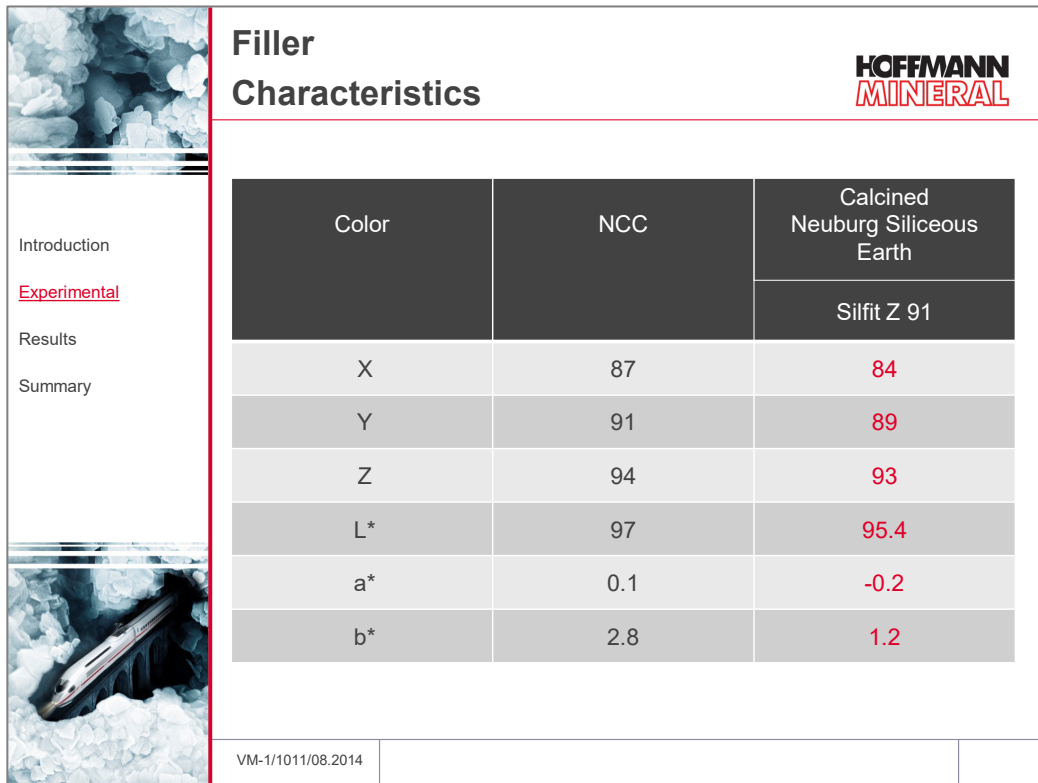 Filler
Characteristics
HOFFMANN
MINERAL
Introduction
Experimental
Results
Summary
Color NCC Calcined
Neuburg Siliceous
Earth
Silfit Z 91
X 87 84
Y 91 89
Z 94 93
L* 97 95.4
a* 0.1 -0.2
b* 2.8 1.2
VM-1/1011/08.2014